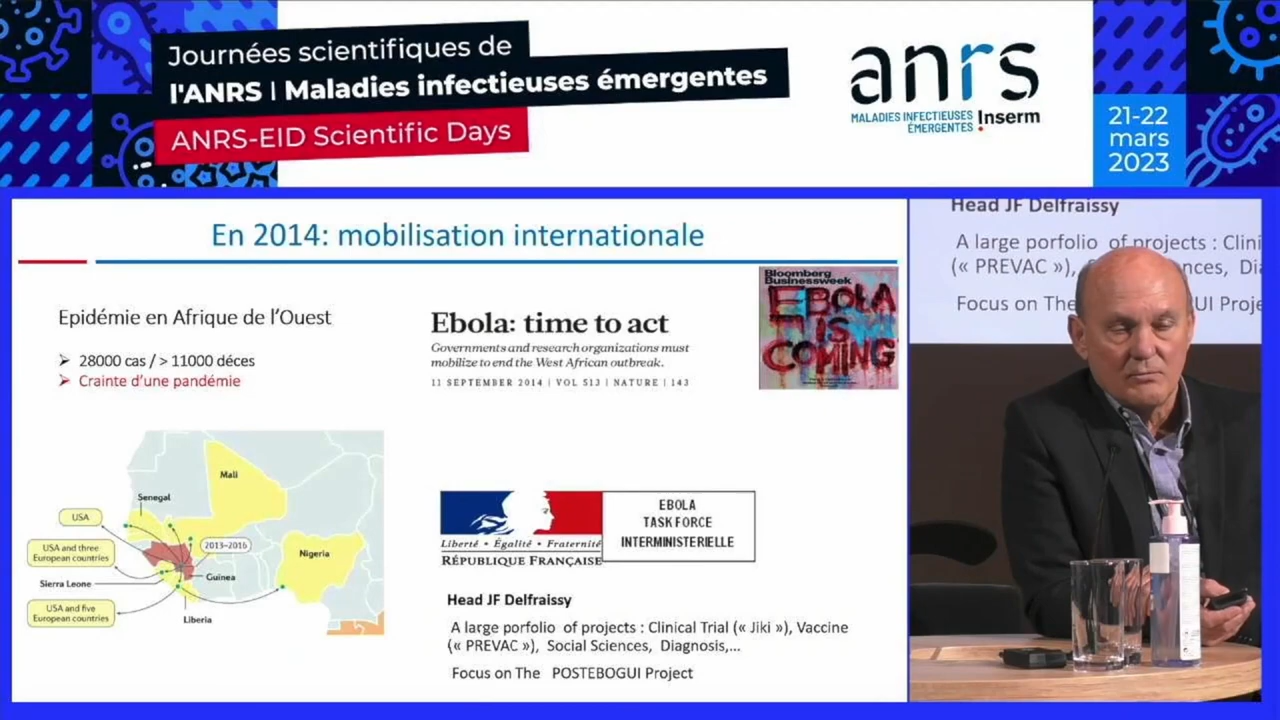 Journées scientifiques de
l'ANRS | Maladies infectieuses émergentes
ANRS-EID Scientific Days
anrs
MALADIES INFECTIEUSES
ÉMERGENTES
Inserm
21-22
mars
2023
En 2014: mobilisation internationale
Epidémie en Afrique de l'Ouest
➢ 28000 cas / > 11000 déces
➢ Crainte d'une pandémie
Ebola: time to act
Governments and research organizations must
mobilize to end the West African outbreak.
11 SEPTEMBER 2014 | VOL 513 | NATURE | 143
Bloomberg
Businessweek
EBOLA
IS
COMING
Mali
Senegal
USA
2013–2016
USA and three
European countries
Nigeria
Guinea
Sierra Leone
USA and five
European countries
Liberia
Liberté • Égalité • Fraternité
RÉPUBLIQUE FRANÇAISE
EBOLA
TASK FORCE
INTERMINISTERIELLE
Head JF Delfraissy
A large porfolio of projects : Clinical Trial (« Jiki »), Vaccine
(« PREVAC »), Social Sciences, Diagnosis,...
Focus on The POSTEBOGUI Project
Head JF Delfraissy
A large porfolio of projects : Clini
(« PREVAC »), nces, Dia
Focus on The GUI Proje